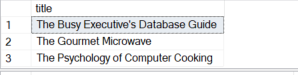 title
1 The Busy Executive's Database Guide
2 The Gourmet Microwave
3 The Psychology of Computer Cooking